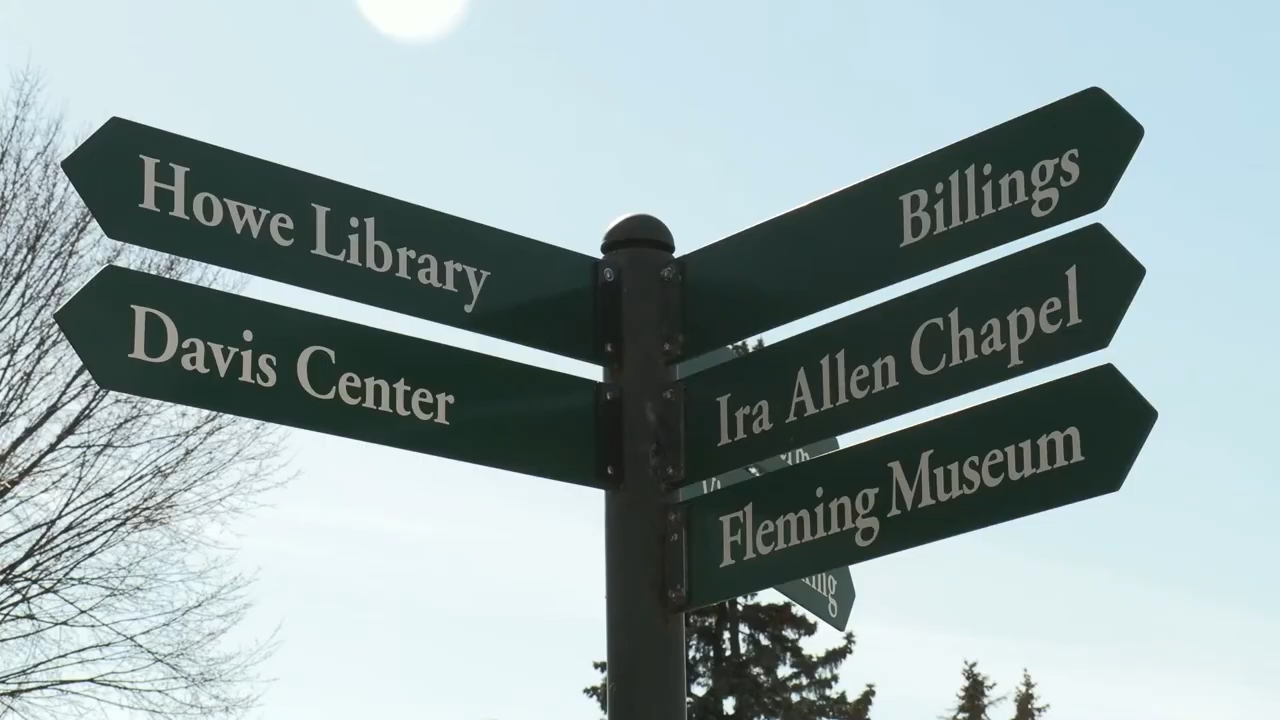 Howe Library
Davis Center
Billings
Ira Allen Chapel
Fleming Museum